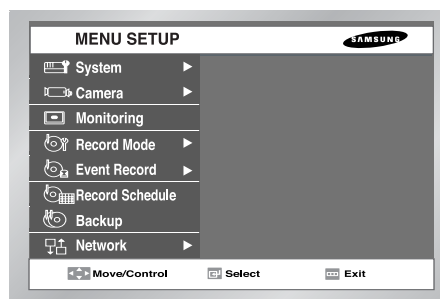 MENU SETUP
SAMSUNG
System
Camera
Monitoring
Record Mode
Event Record
Record Schedule
Backup
Network
Move/Control Select Exit